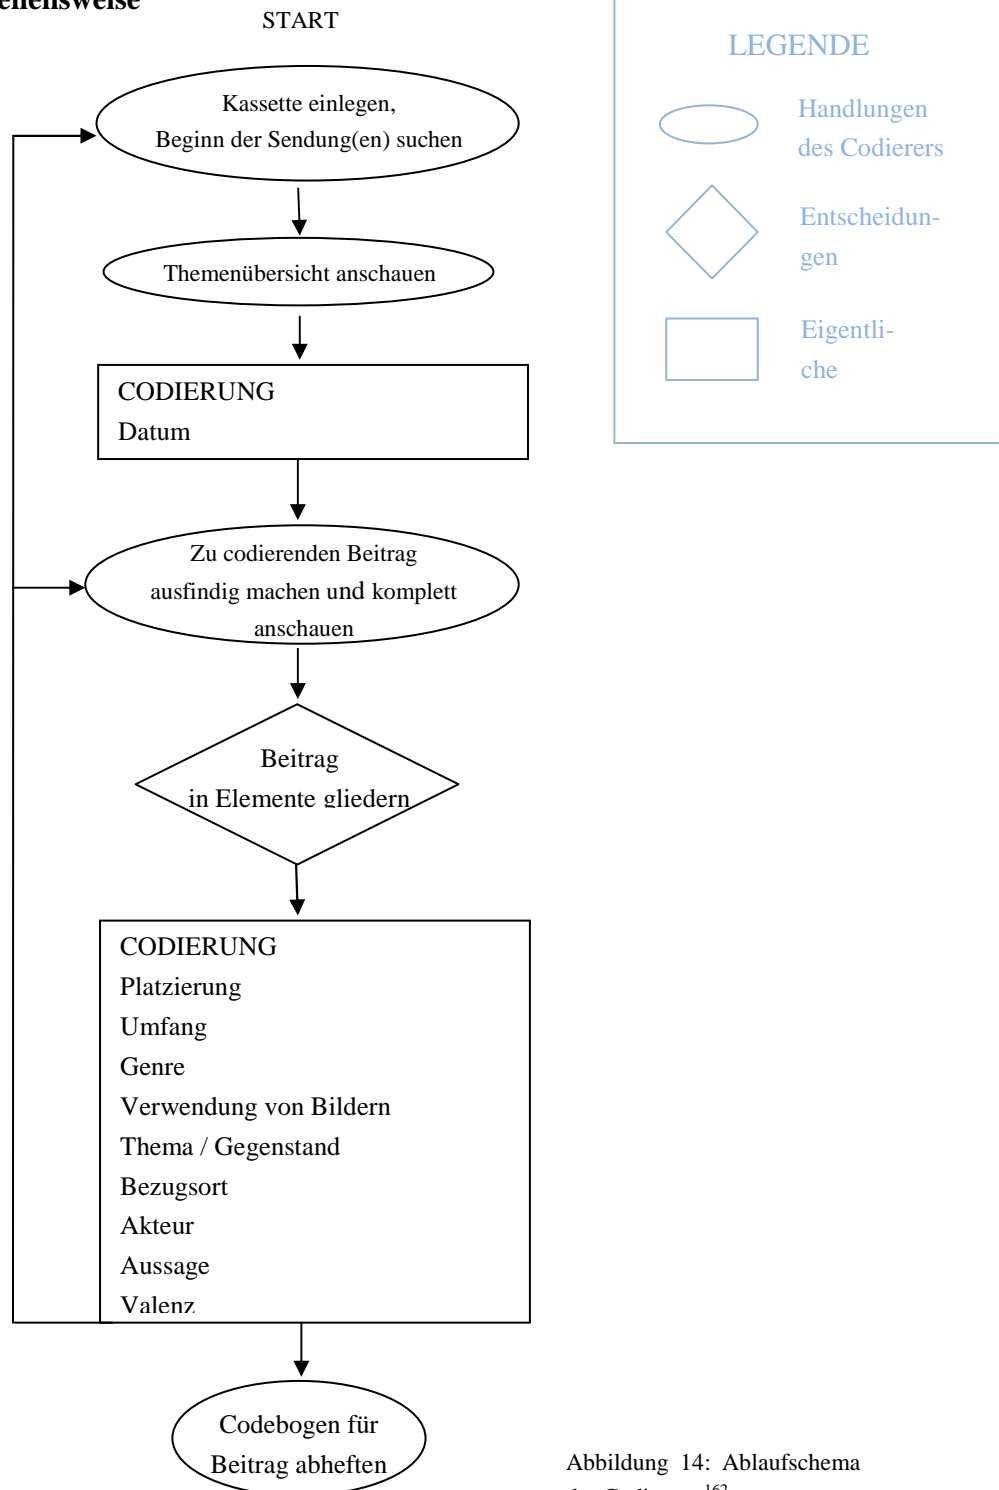 START
Kassette einlegen,
Beginn der Sendung(en) suchen
Themenübersicht anschauen
CODIERUNG
Datum
Zu codierenden Beitrag
ausfindig machen und komplett
anschauen
Beitrag
in Elemente gliedern
CODIERUNG
Platzierung
Umfang
Genre
Verwendung von Bildern
Thema / Gegenstand
Bezugsort
Akteur
Aussage
Valenz
Codebogen für
Beitrag abheften
LEGENDE
Handlungen
des Codierers
Entscheidun-
gen
Eigentli-
che
Abbildung 14: Ablaufschema
162